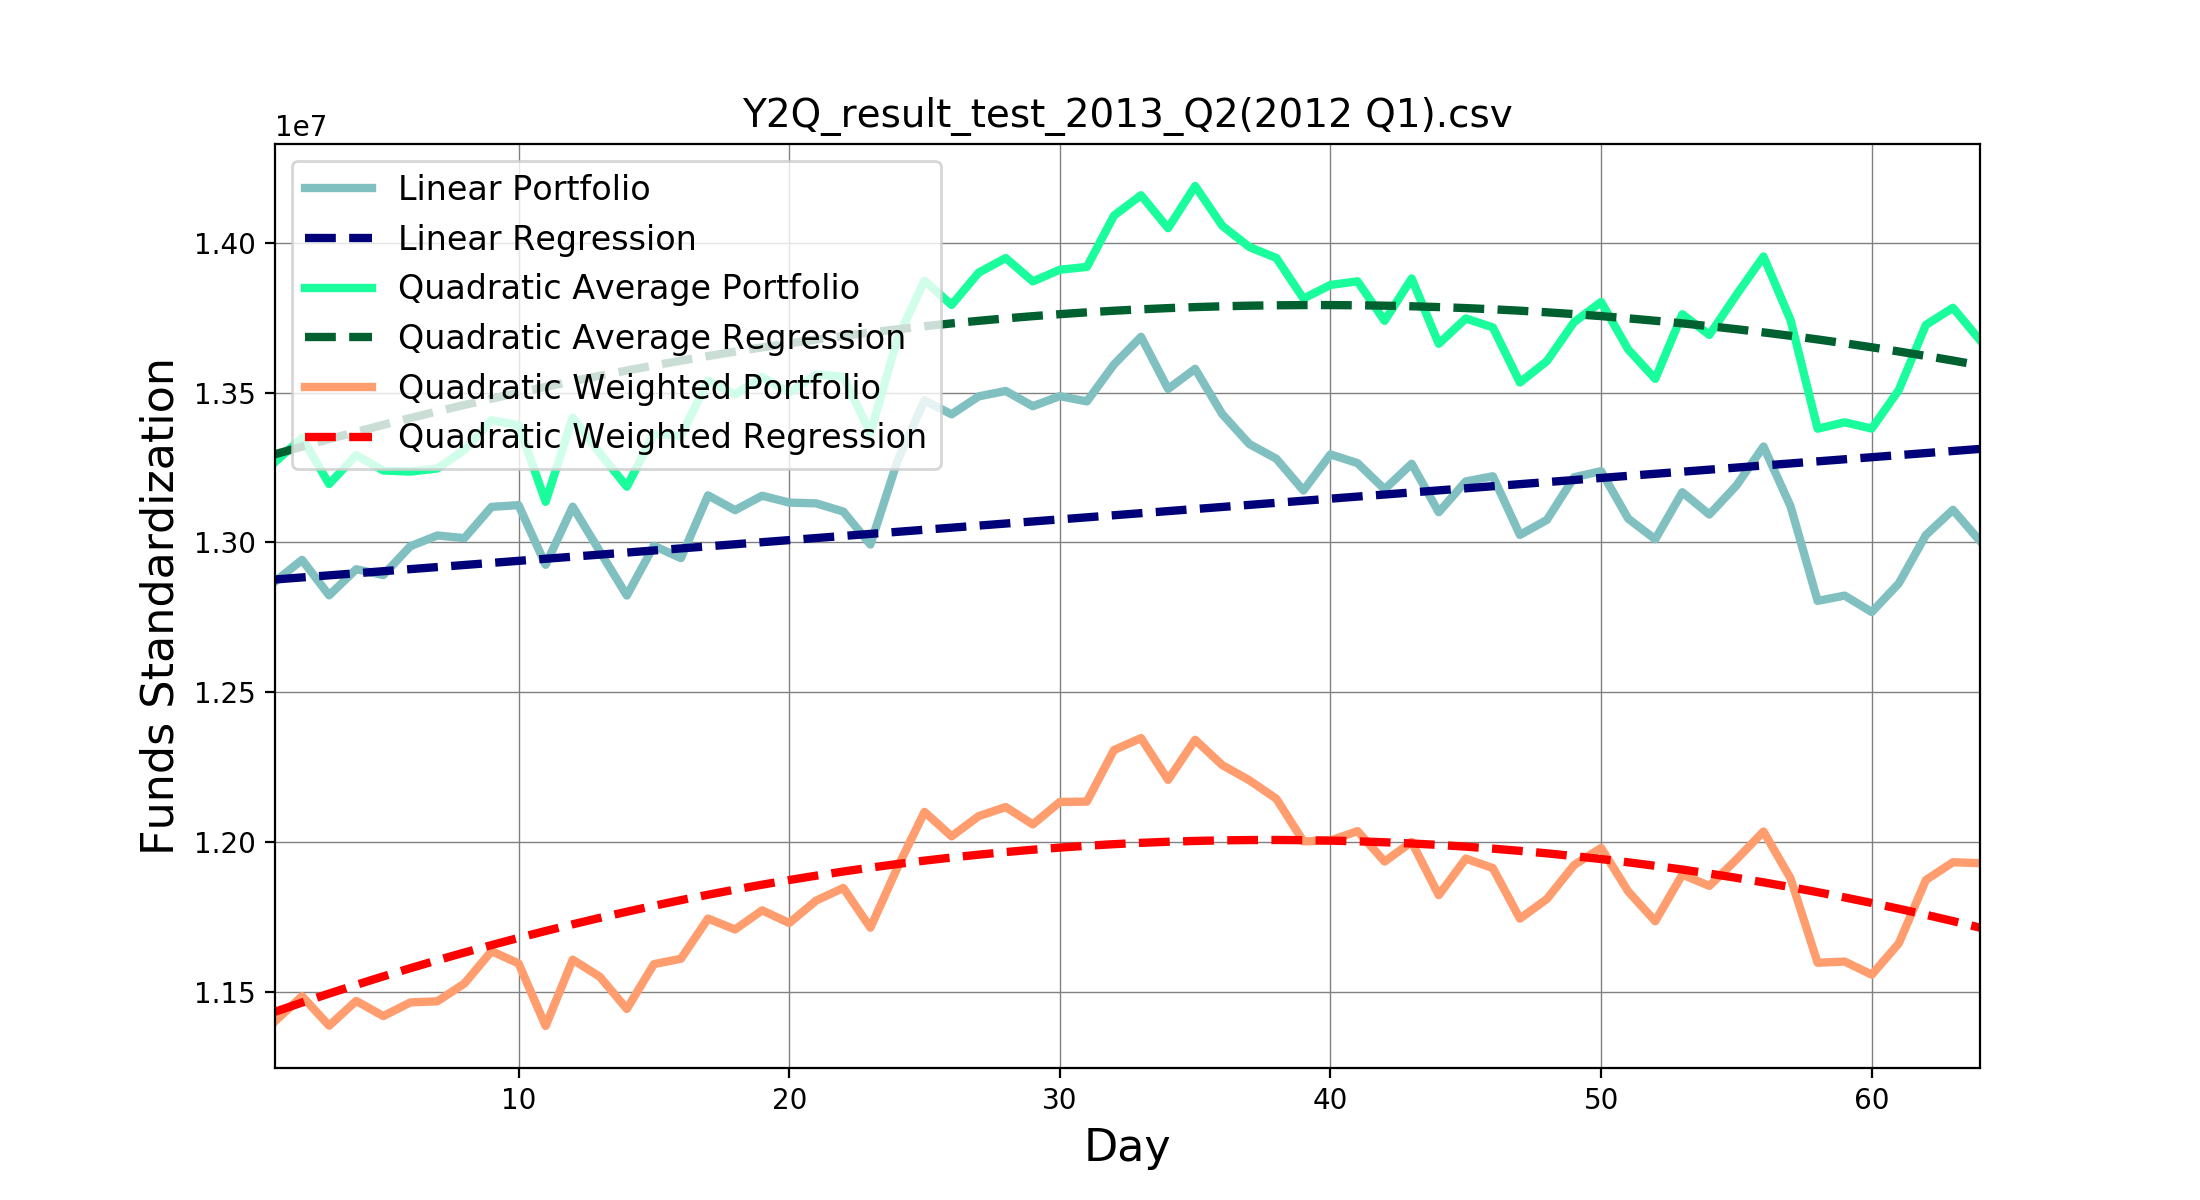 Y2Q_result_test_2013_Q2(2012 Q1).csv
1e7
Linear Portfolio
Linear Regression
Quadratic Average Portfolio
Quadratic Average Regression
Quadratic Weighted Portfolio
Quadratic Weighted Regression
1.40
1.35
1.30
1.25
1.20
1.15
Funds Standardization
10 20 30 40 50 60
Day